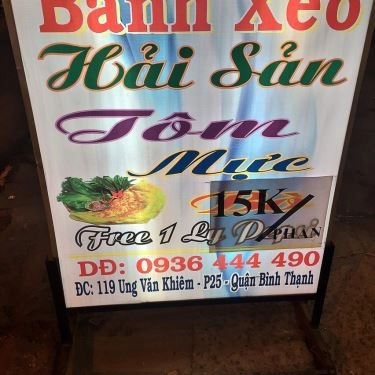 Bánh Xèo
Hải Sản
Tôm
Mực
15K/PHẦN
Free 1 Ly
DĐ: 0936 444 490
ĐC: 119 Ung Văn Khiêm - P25 - Quận Bình Thạnh